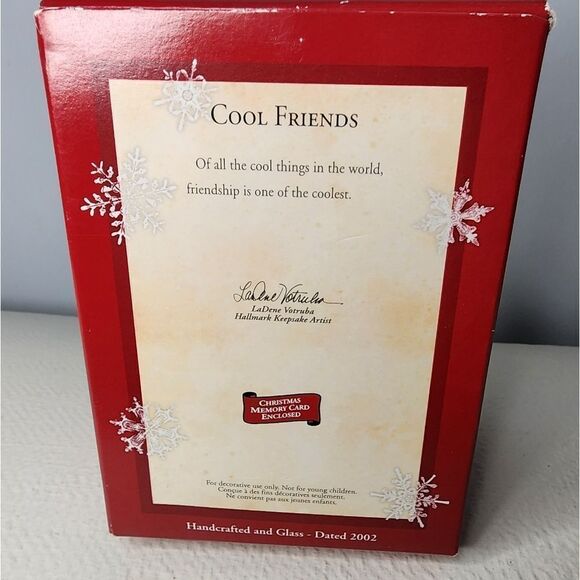 COOL FRIENDS
Of all the cool things in the world,
friendship is one of the coolest.
LaDene Votruba
LaDene Votruba
Hallmark Keepsake Artist
CHRISTMAS
MEMORY CARD
ENCLOSED
For decorative use only. Not for young children.
Conçue à des fins décoratives seulement.
Ne convient pas aux jeunes enfants.
Handcrafted and Glass - Dated 2002